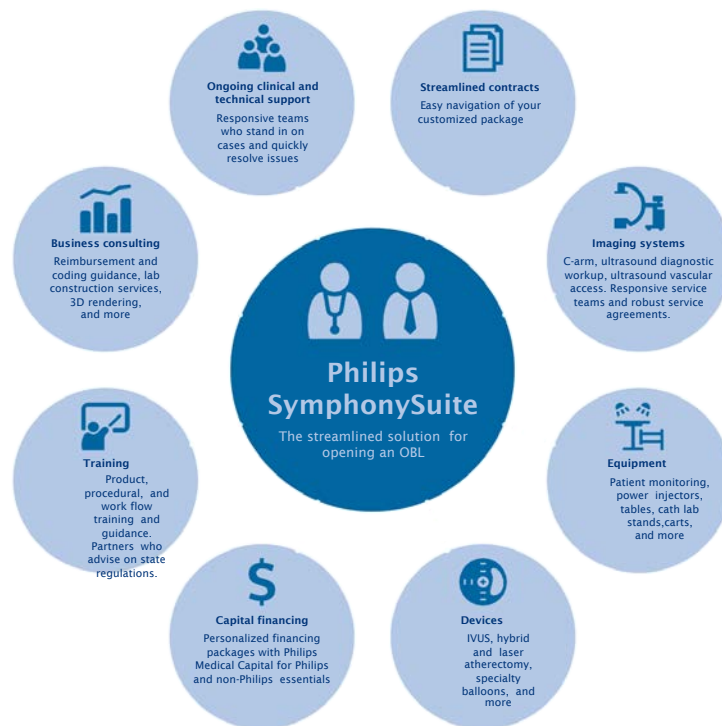 Ongoing clinical and
technical support
Responsive teams
who stand in on
cases and quickly
resolve issues
Streamlined contracts
Easy navigation of your
customized package
Business consulting
Reimbursement and
coding guidance, lab
construction services,
3D rendering,
and more
Imaging systems
C-arm, ultrasound diagnostic
workup, ultrasound vascular
access. Responsive service
teams and robust service
agreements.
Philips
SymphonySuite
The streamlined solution for
opening an OBL
Training
Product,
procedural, and
work flow
training and
guidance.
Partners who
advise on state
regulations.
Equipment
Patient monitoring,
power injectors,
tables, cath lab
stands,carts,
and more
$
Capital financing
Personalized financing
packages with Philips
Medical Capital for Philips
and non-Philips essentials
Devices
IVUS, hybrid
and laser
atherectomy,
specialty
balloons, and
more